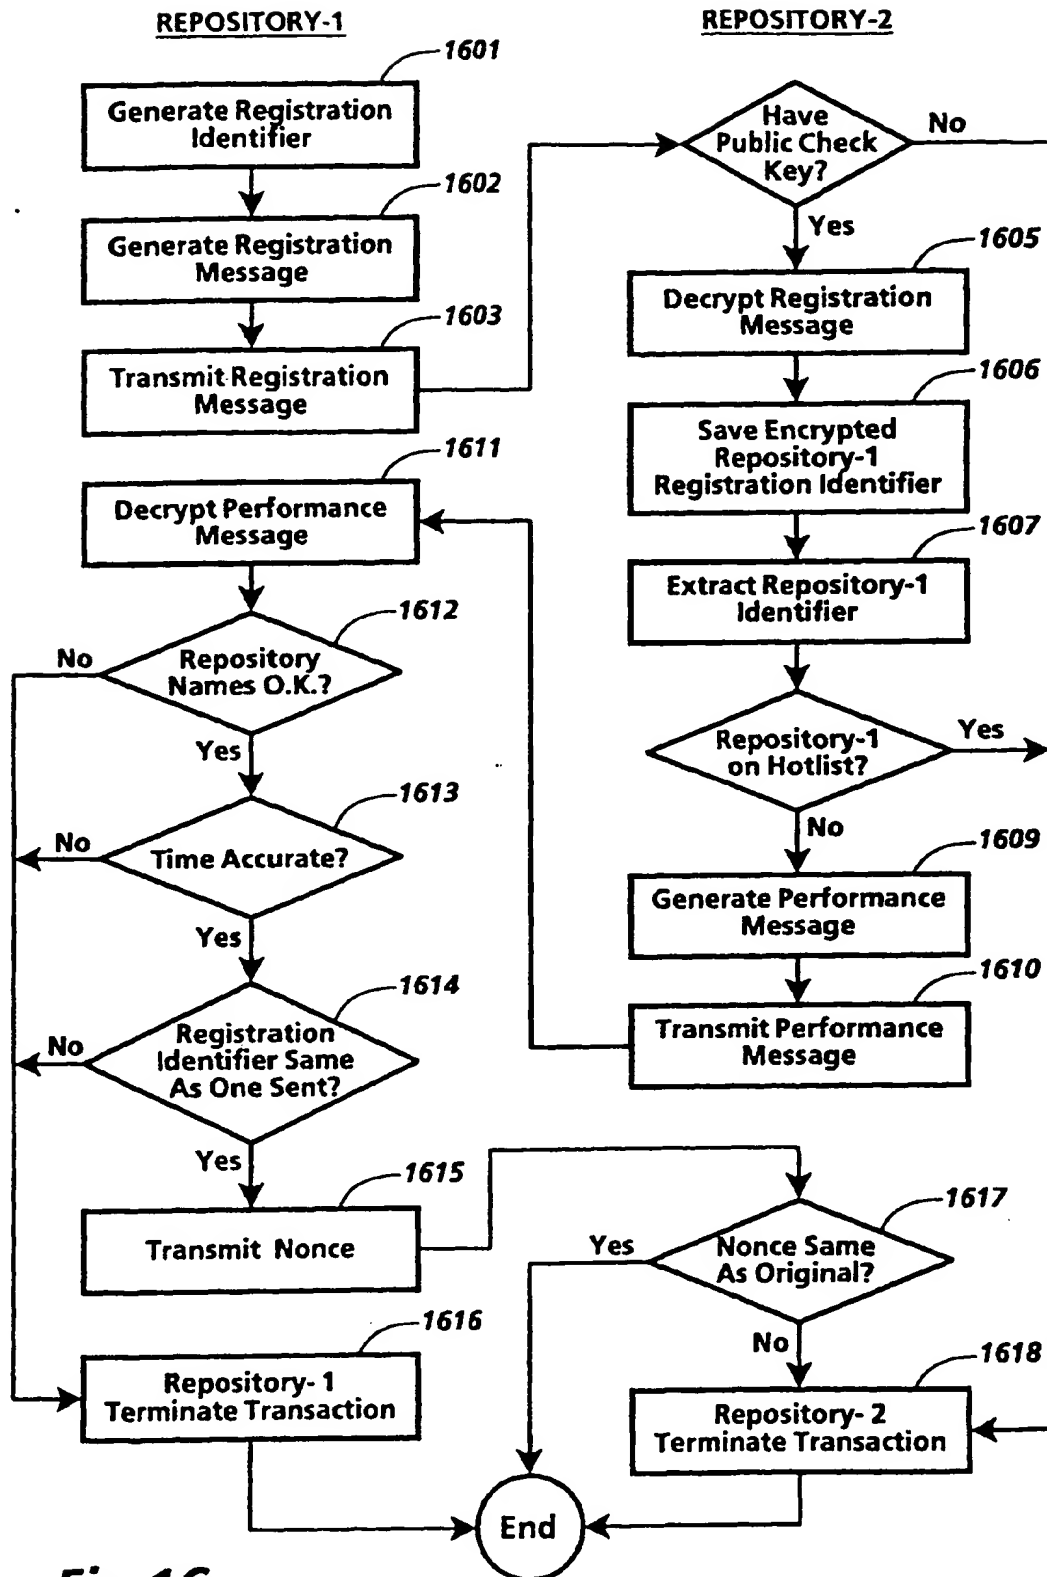 REPOSITORY-1
1601
Generate Registration
Identifier
1602
Generate Registration
Message
1603
Transmit Registration
Message
1611
Decrypt Performance
Message
1612
Repository
Names O.K.?
No
Yes
1613
Time Accurate?
No
Yes
1614
Registration
Identifier Same
As One Sent?
No
Yes
1615
Transmit Nonce
1616
Repository- 1
Terminate Transaction
REPOSITORY-2
Have
Public Check
Key?
No
Yes
1605
Decrypt Registration
Message
1606
Save Encrypted
Repository-1
Registration Identifier
1607
Extract Repository-1
Identifier
Repository-1
on Hotlist?
Yes
No
1609
Generate Performance
Message
1610
Transmit Performance
Message
1617
Nonce Same
As Original?
Yes
No
1618
Repository- 2
Terminate Transaction
End